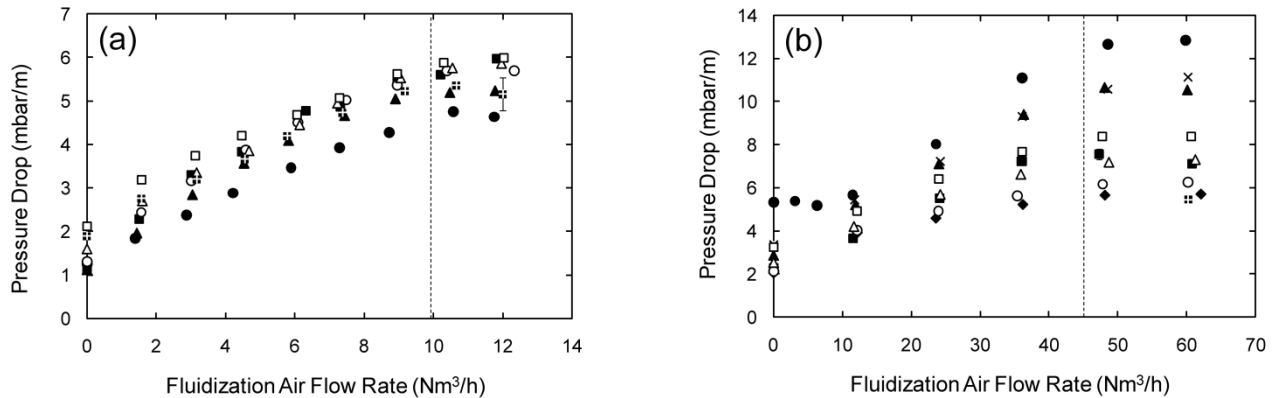 (a)
Pressure Drop (mbar/m)
7
6
5
4
3
2
1
0
0 2 4 6 8 10 12 14
Fluidization Air Flow Rate (Nm³/h)
(b)
Pressure Drop (mbar/m)
14
12
10
8
6
4
2
0
0 10 20 30 40 50 60 70
Fluidization Air Flow Rate (Nm³/h)